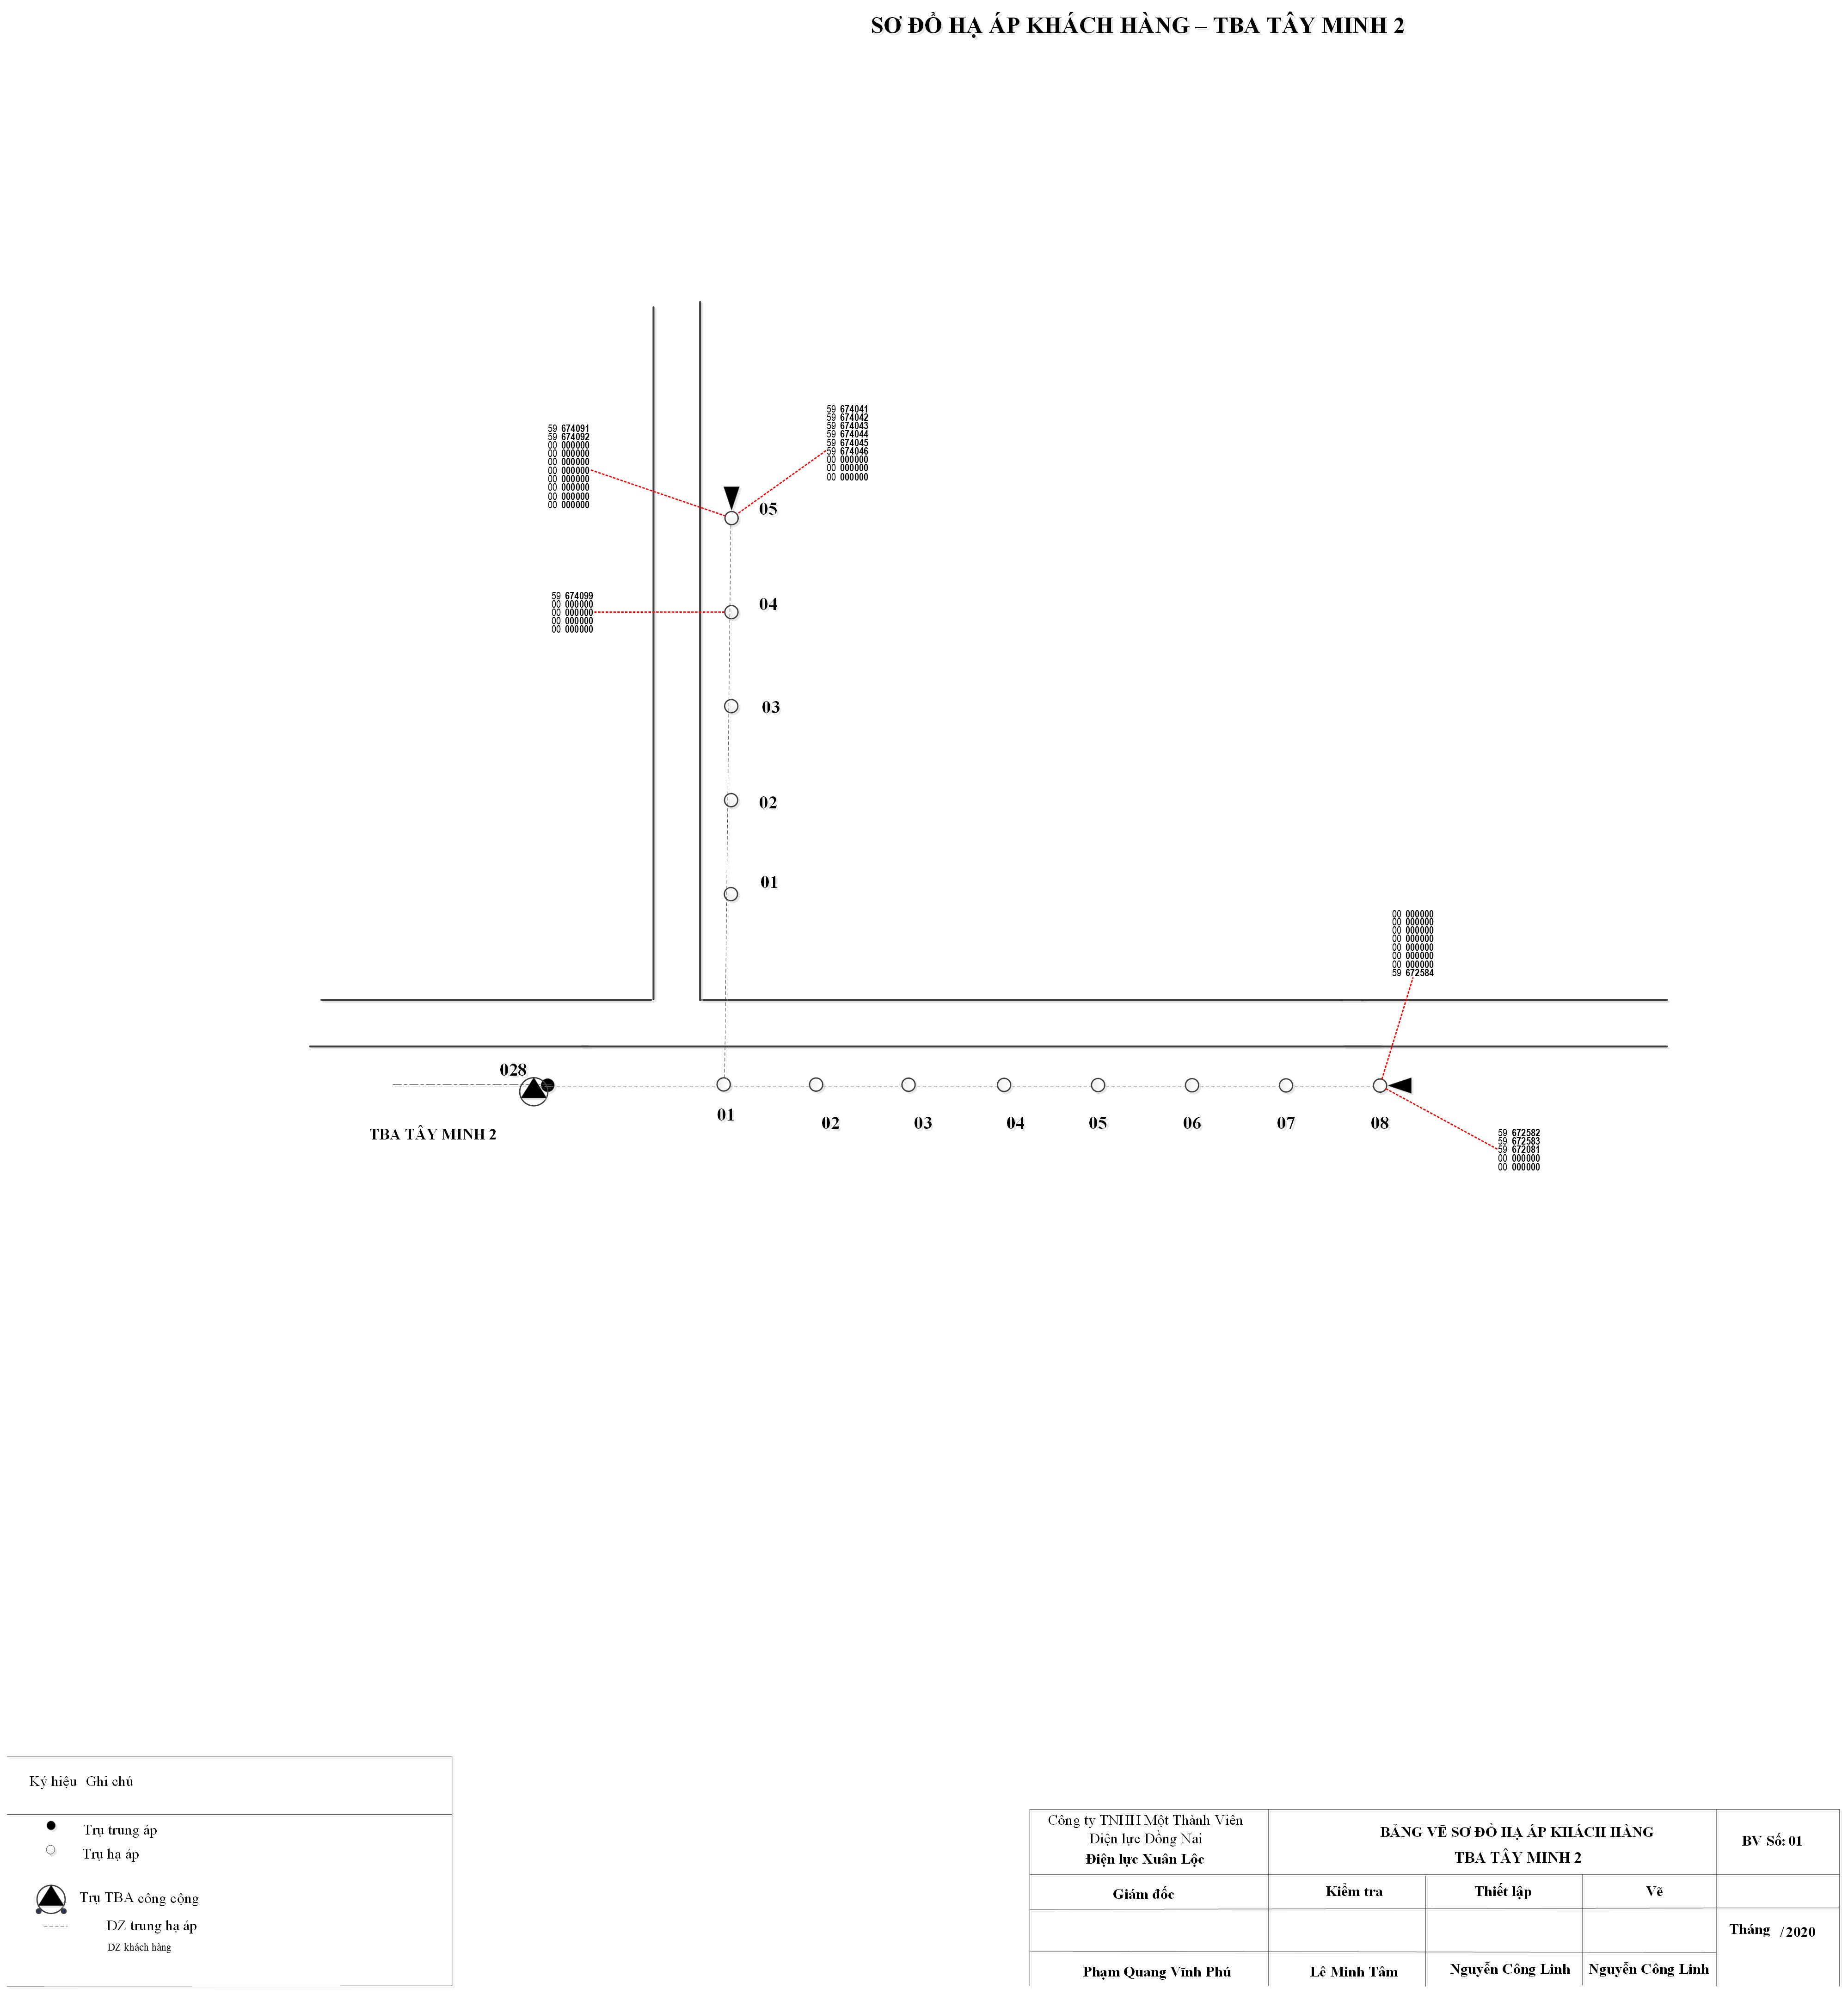 SƠ ĐỒ HẠ ÁP KHÁCH HÀNG – TBA TÂY MINH 2
59 674041
59 674042
59 674043
59 674044
59 674045
59 674046
00 000000
00 000000
00 000000
59 674091
59 674092
00 000000
00 000000
00 000000
00 000000
00 000000
00 000000
00 000000
00 000000
05
59 674099
00 000000
00 000000
00 000000
00 000000
04
03
02
01
00 000000
00 000000
00 000000
00 000000
00 000000
00 000000
00 000000
59 672584
028
TBA TÂY MINH 2
01
02
03
04
05
06
07
08
59 672582
59 672583
59 672081
00 000000
00 000000
Ký hiệu Ghi chú
Trụ trung áp
Trụ hạ áp
Trụ TBA công cộng
DZ trung hạ áp
DZ khách hàng
Công ty TNHH Một Thành Viên
Điện lực Đồng Nai
Điện lực Xuân Lộc
BẢNG VẼ SƠ ĐỒ HẠ ÁP KHÁCH HÀNG
TBA TÂY MINH 2
BV Số: 01
Giám đốc
Kiểm tra
Thiết lập
Vẽ
Tháng /2020
Phạm Quang Vĩnh Phú
Lê Minh Tâm
Nguyễn Công Linh
Nguyễn Công Linh